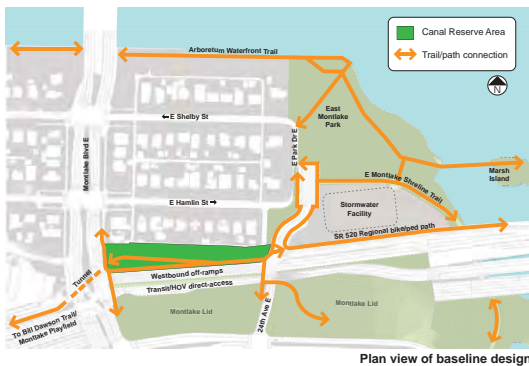 Canal Reserve Area
Trail/path connection
N
Arboretum Waterfront Trail
East
Montlake
Park
←E Shelby St
E Park Dr E
Montlake Blvd E
E Montlake Shreline Trail
Marsh
Island
E Hamlin St→
Stormwater
Facility
SR 520 Regional bike/ped path
Tunnel
Westbound off-ramps
Transit/HOV direct-access
To Bill Dawson Trail/
Montlake Playfield
Montlake Lid
24th Ave E
Montlake Lid
Plan view of baseline design